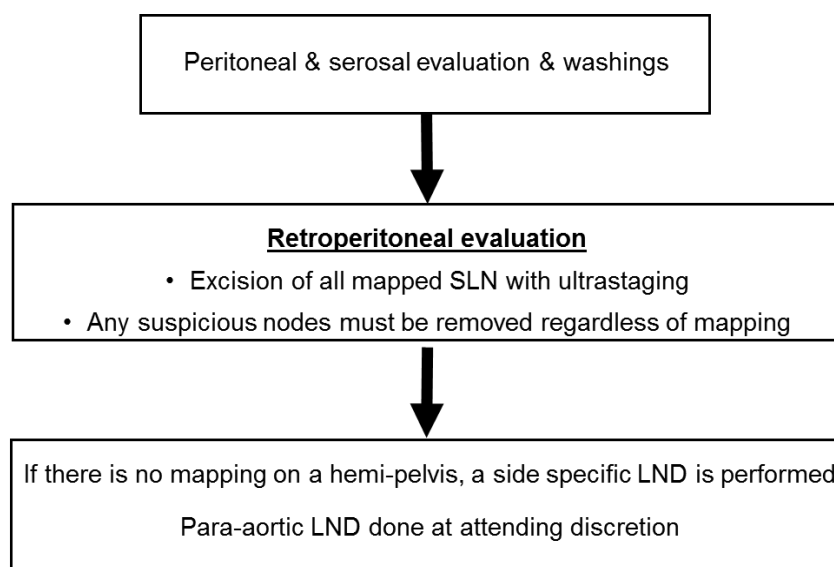 Peritoneal & serosal evaluation & washings
Retroperitoneal evaluation
• Excision of all mapped SLN with ultrastaging
• Any suspicious nodes must be removed regardless of mapping
If there is no mapping on a hemi-pelvis, a side specific LND is performed
Para-aortic LND done at attending discretion